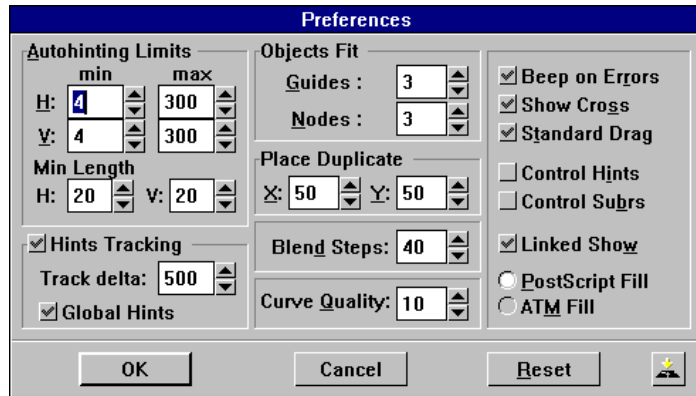 Preferences
Autohinting Limits
min max
H: 4 300
V: 4 300
Min Length
H: 20 V: 20
Hints Tracking
Track delta: 500
Global Hints
Objects Fit
Guides : 3
Nodes : 3
Place Duplicate
X: 50 Y: 50
Blend Steps: 40
Curve Quality: 10
Beep on Errors
Show Cross
Standard Drag
Control Hints
Control Subrs
Linked Show
PostScript Fill
ATM Fill
OK Cancel Reset